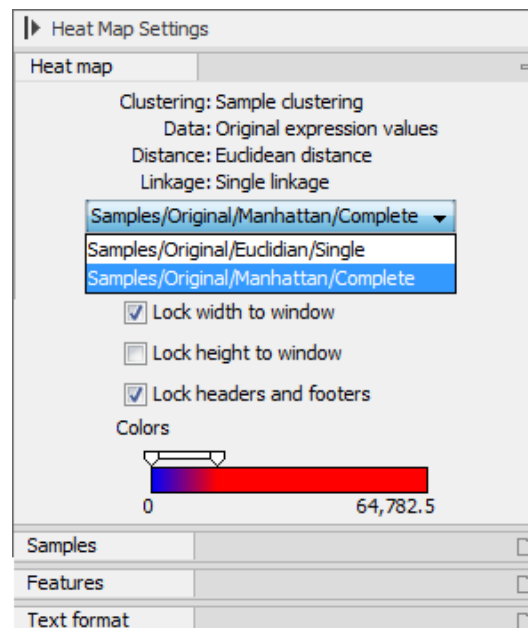 Heat Map Settings
Heat map
Clustering: Sample clustering
Data: Original expression values
Distance: Euclidean distance
Linkage: Single linkage
Samples/Original/Manhattan/Complete
Samples/Original/Euclidian/Single
Samples/Original/Manhattan/Complete
Lock width to window
Lock height to window
Lock headers and footers
Colors
0 64,782.5
Samples
Features
Text format